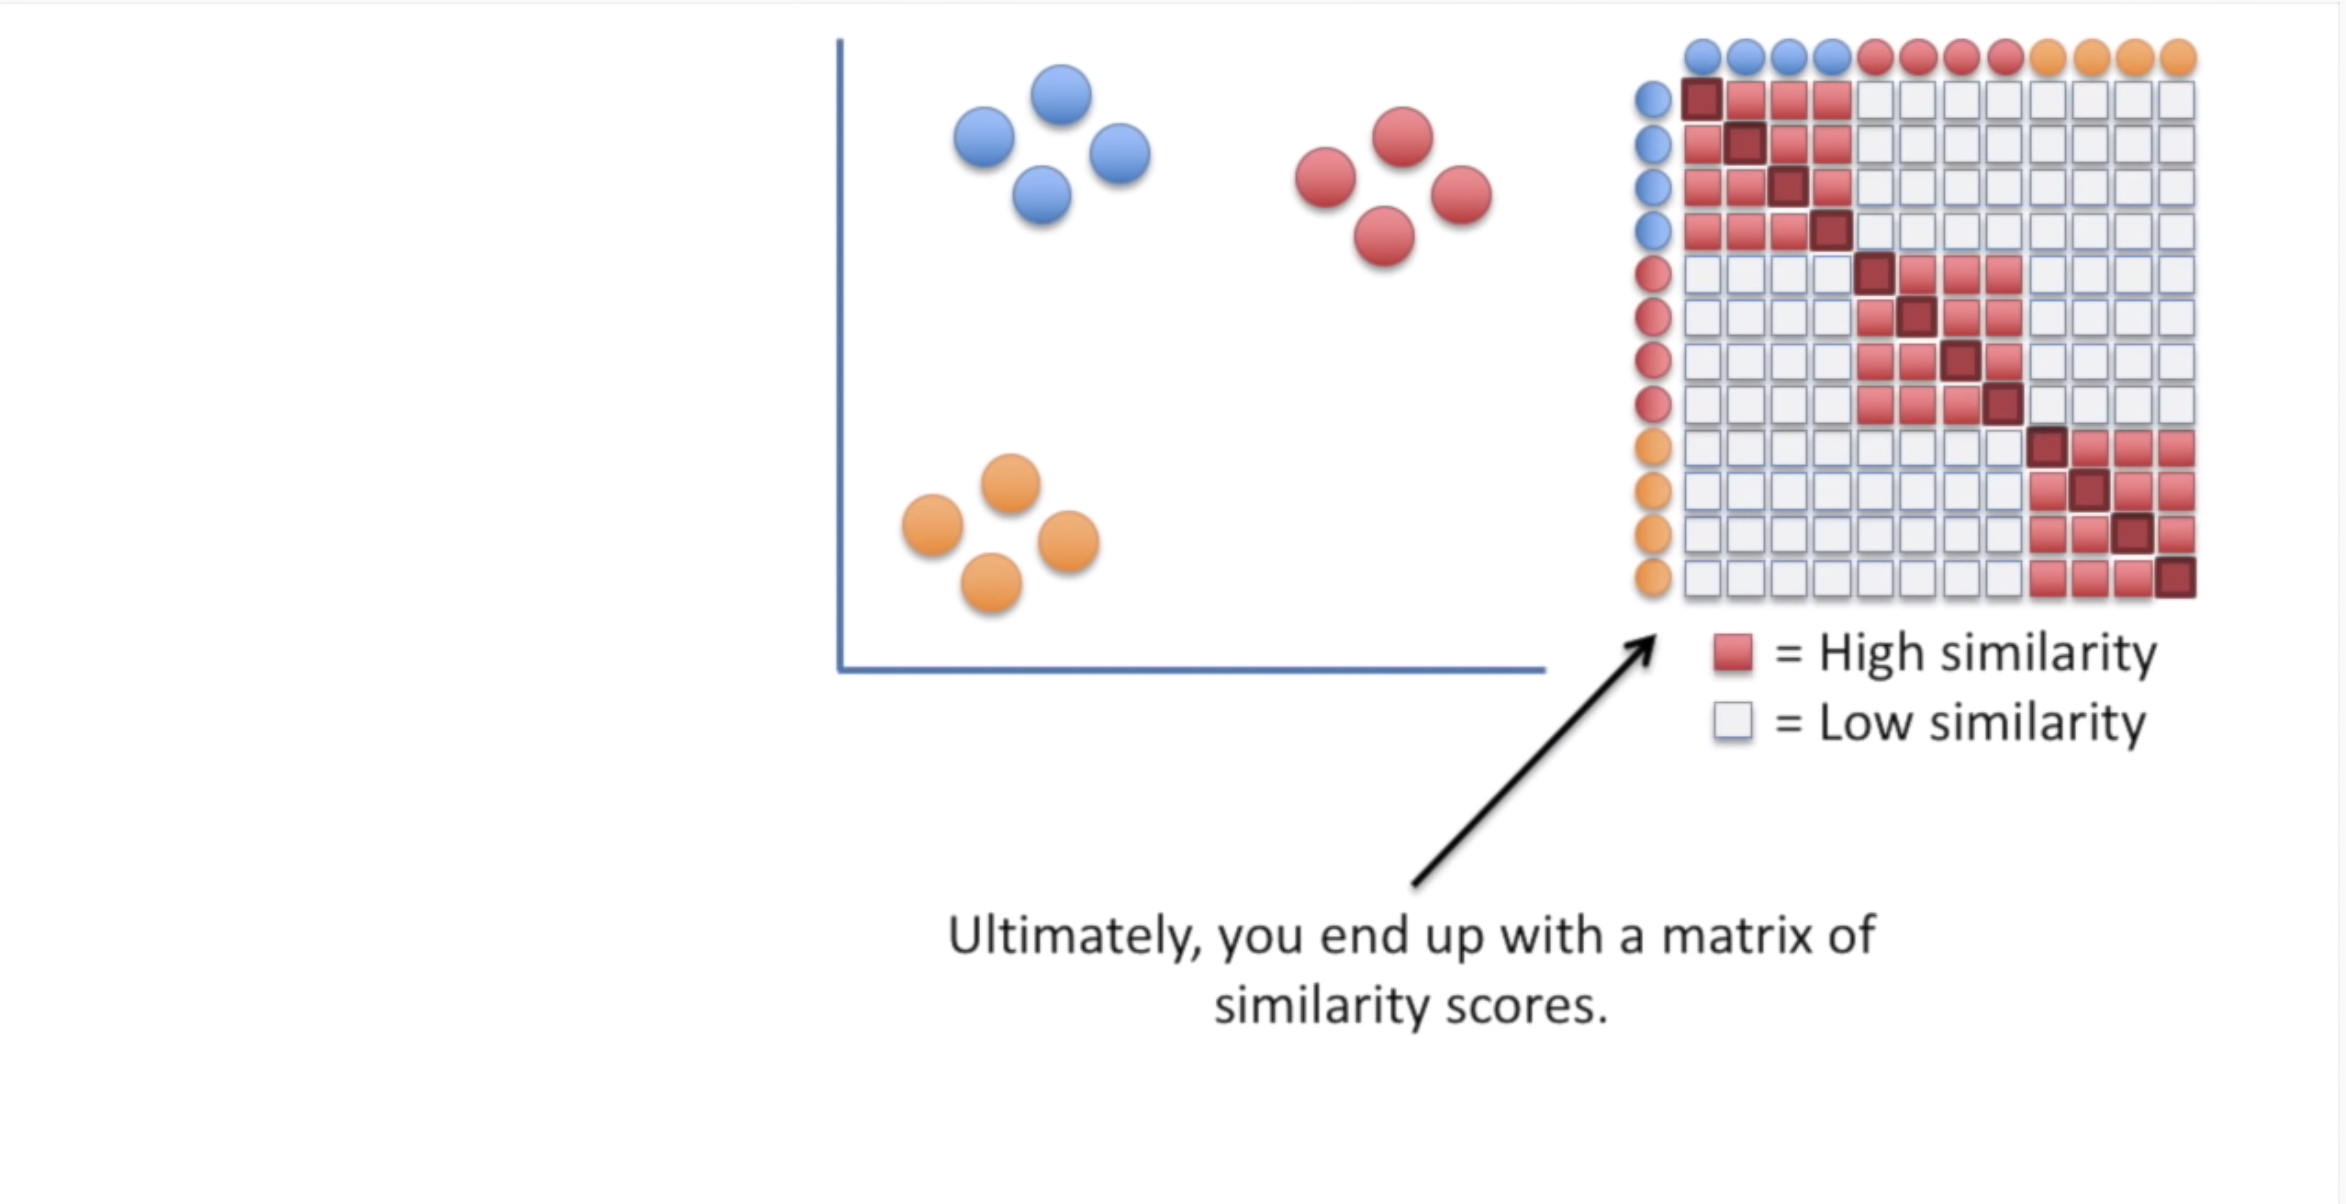 = High similarity
= Low similarity
Ultimately, you end up with a matrix of
similarity scores.